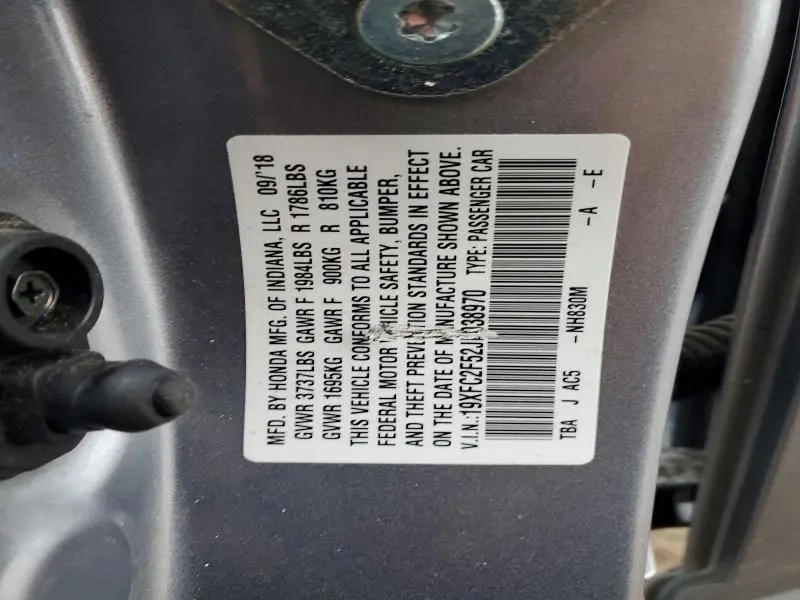 MFD. BY HONDA MFG. OF INDIANA, LLC 09/'18
GVWR 3737LBS GAWR F 1984LBS R 1786LBS
GVWR 1695KG GAWR F 900KG R 810KG
THIS VEHICLE CONFORMS TO ALL APPLICABLE
FEDERAL MOTOR VEHICLE SAFETY, BUMPER,
AND THEFT PREVENTION STANDARDS IN EFFECT
ON THE DATE OF MANUFACTURE SHOWN ABOVE.
V.I.N.: TYPE: PASSENGER CAR
TBA J AC5 -NH830M -A -E